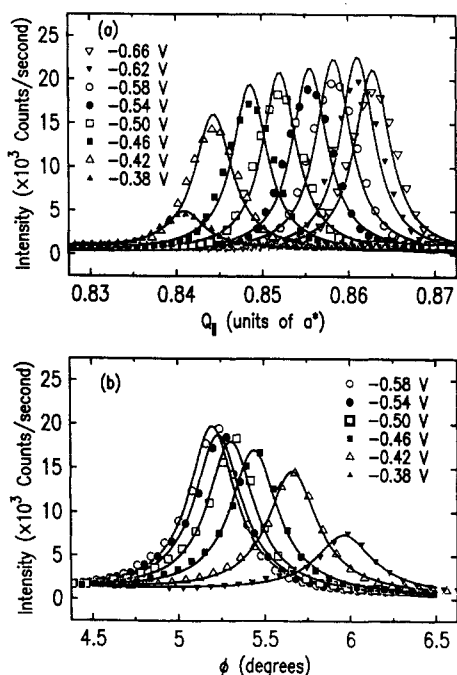 (a)
25
20
15
10
5
0
Intensity (×10³ Counts/second)
▽ −0.66 V
▼ −0.62 V
○ −0.58 V
● −0.54 V
□ −0.50 V
■ −0.46 V
△ −0.42 V
▲ −0.38 V
0.83 0.84 0.85 0.86 0.87
Q∥ (units of a*)
(b)
25
20
15
10
5
0
Intensity (×10³ Counts/second)
○ −0.58 V
● −0.54 V
□ −0.50 V
■ −0.46 V
△ −0.42 V
▲ −0.38 V
4.5 5 5.5 6 6.5
ϕ (degrees)